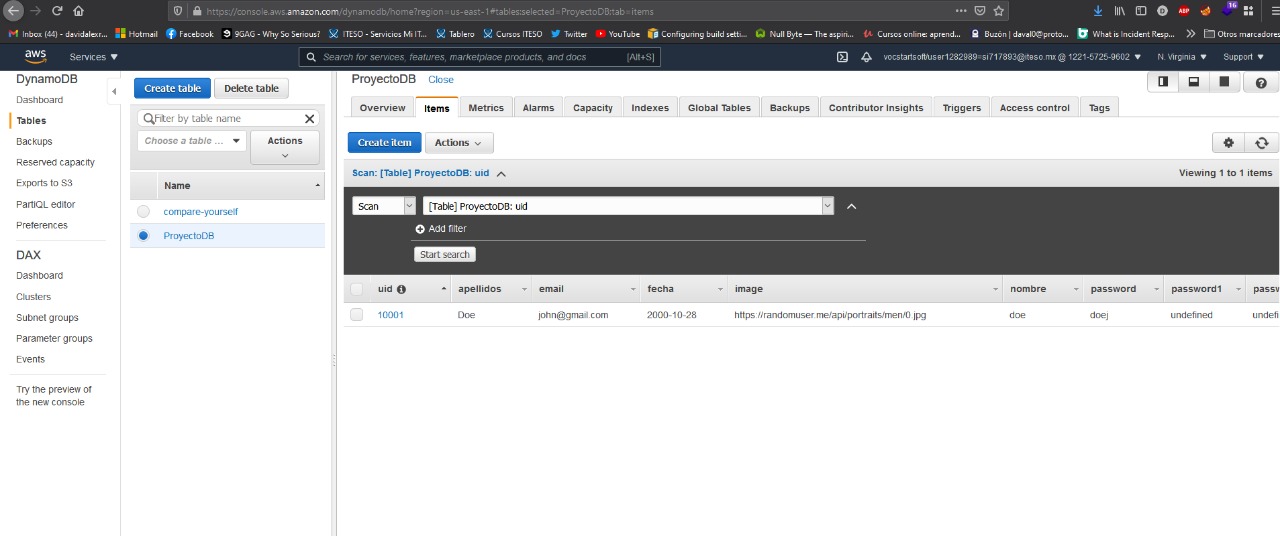 https://console.aws.amazon.com/dynamodb/home?region=us-east-1#tables:selected=ProyectoDB;tab=items
ABP
16
Inbox (44) - davidalexr...
Hotmail
Facebook
9GAG - Why So Serious?
ITESO - Servicios Mi IT...
Tablero
Cursos ITESO
Twitter
YouTube
Configuring build setti...
Null Byte — The aspiri...
Cursos online: aprend...
Buzón | daval0@proto...
What is Incident Resp...
Otros marcadores
aws
Services
Search for services, features, marketplace products, and docs
[Alt+S]
vocstartsoft/user1282989=si717893@iteso.mx @ 1221-5725-9602
N. Virginia
Support
DynamoDB
Dashboard
Tables
Backups
Reserved capacity
Exports to S3
PartiQL editor
Preferences
DAX
Dashboard
Clusters
Subnet groups
Parameter groups
Events
Try the preview of
the new console
Create table
Delete table
Filter by table name
Choose a table ...
Actions
Name
compare-yourself
ProyectoDB
ProyectoDB
Close
Overview
Items
Metrics
Alarms
Capacity
Indexes
Global Tables
Backups
Contributor Insights
Triggers
Access control
Tags
Create item
Actions
Scan: [Table] ProyectoDB: uid
Viewing 1 to 1 items
Scan
[Table] ProyectoDB: uid
Add filter
Start search
uid apellidos email fecha image nombre password password1 passw
10001 Doe john@gmail.com 2000-10-28 https://randomuser.me/api/portraits/men/0.jpg doe doej undefined undefi